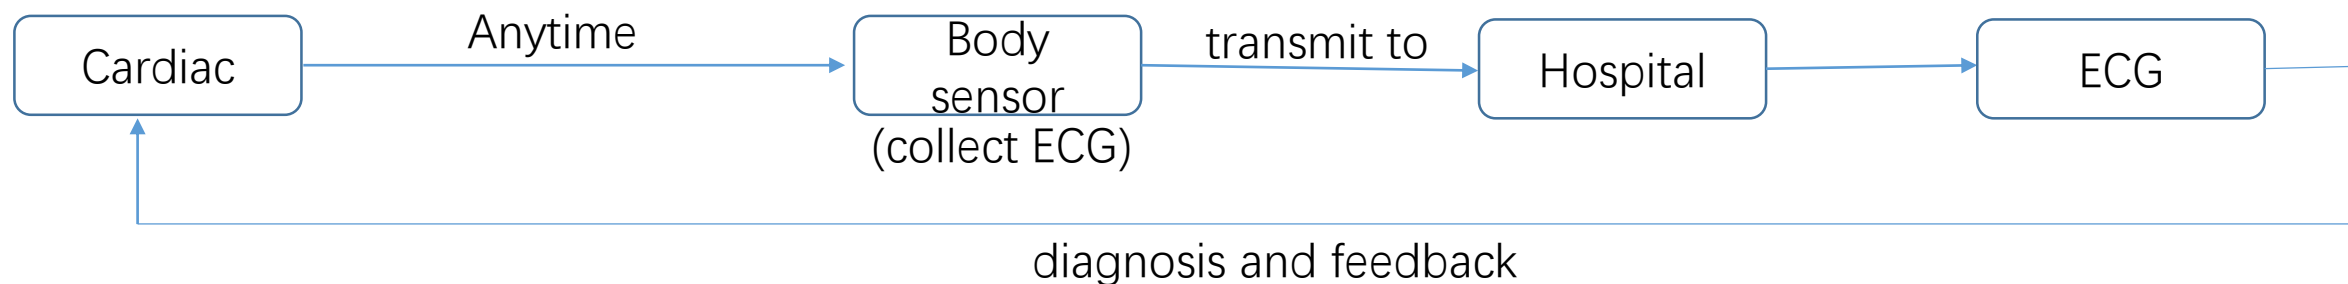 Cardiac
Anytime
Body
sensor
(collect ECG)
transmit to
Hospital
ECG
diagnosis and feedback